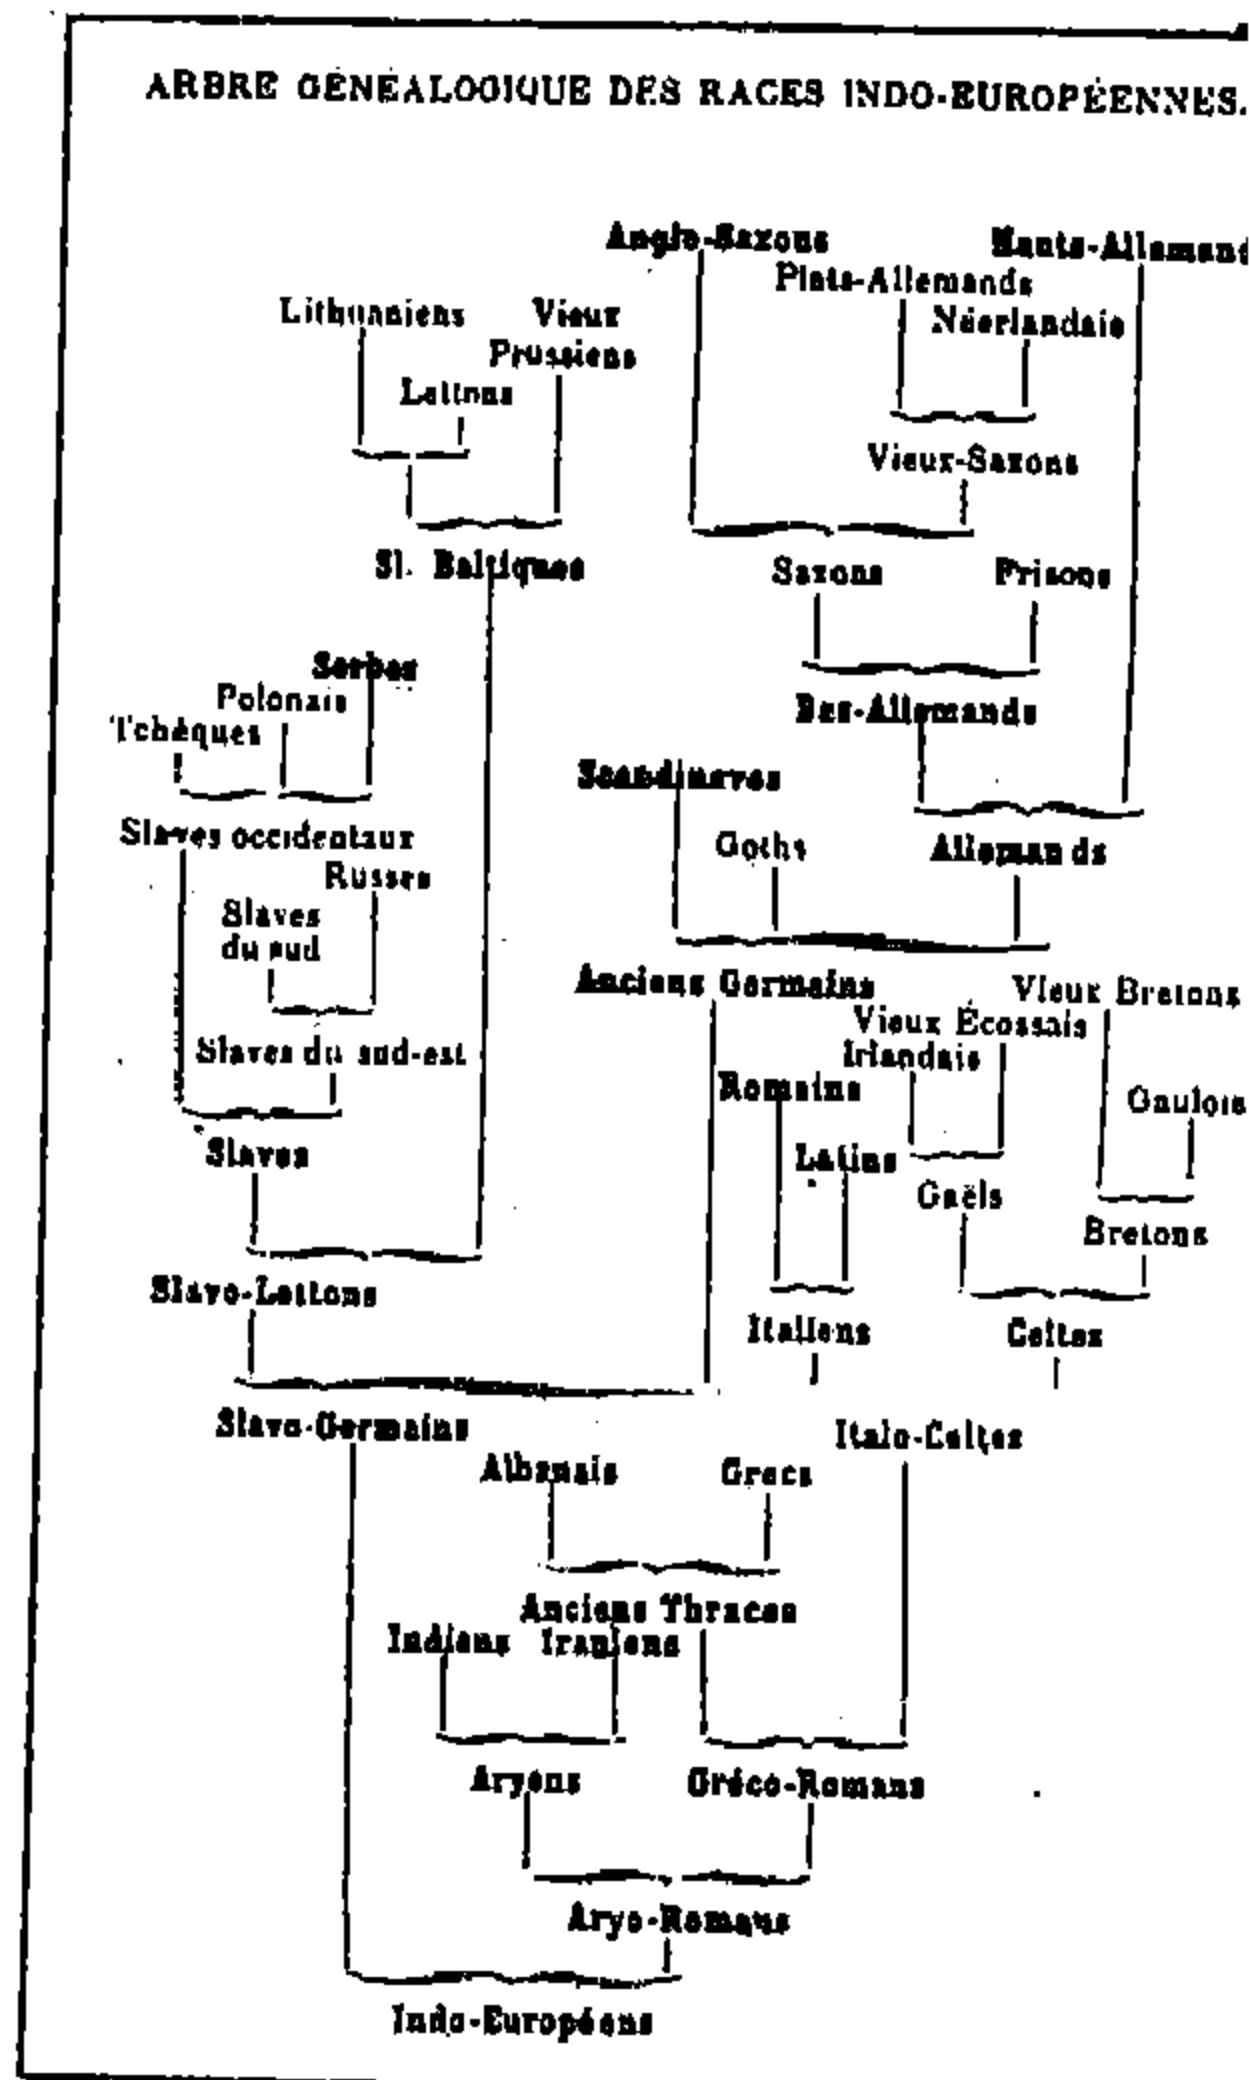 ARBRE GÉNÉALOGIQUE DES RACES INDO-EUROPÉENNES.
Anglo-Saxons
Hauts-Allemand
Plats-Allemands
Lithuaniens
Vieux
Prussiens
Néerlandais
Lettons
Vieux-Saxons
Sl. Baltiques
Saxons
Frisons
Serbes
Polonais
Tchèques
Bas-Allemands
Scandinaves
Slaves occidentaux
Goths
Allemands
Russes
Slaves
du sud
Anciens Germains
Vieux Bretons
Vieux Écossais
Irlandais
Slaves du sud-est
Romains
Gaulois
Slaves
Latins
Gaëls
Bretons
Slavo-Lettons
Italiens
Celtes
Slavo-Germains
Italo-Celtes
Albanais
Grecs
Anciens Thraces
Indiens
Iraniens
Aryens
Gréco-Romans
Aryo-Romans
Indo-Européens